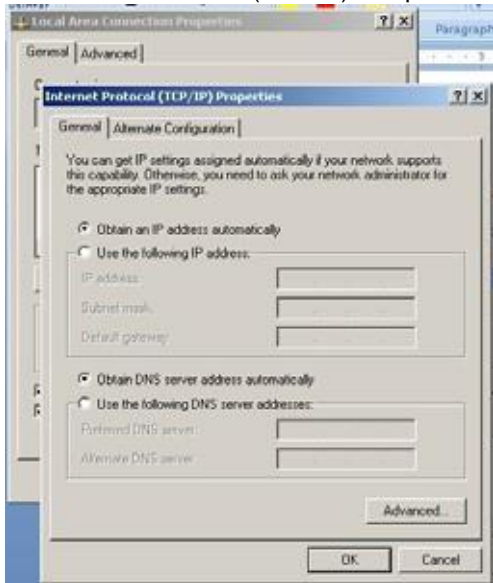 Local Area Connection Properties
Paragraph
General Advanced
Internet Protocol (TCP/IP) Properties
General Alternate Configuration
You can get IP settings assigned automatically if your network supports
this capability. Otherwise, you need to ask your network administrator for
the appropriate IP settings.
Obtain an IP address automatically
Use the following IP address:
IP address:
Subnet mask:
Default gateway:
Obtain DNS server address automatically
Use the following DNS server addresses:
Preferred DNS server:
Alternate DNS server:
Advanced...
OK Cancel